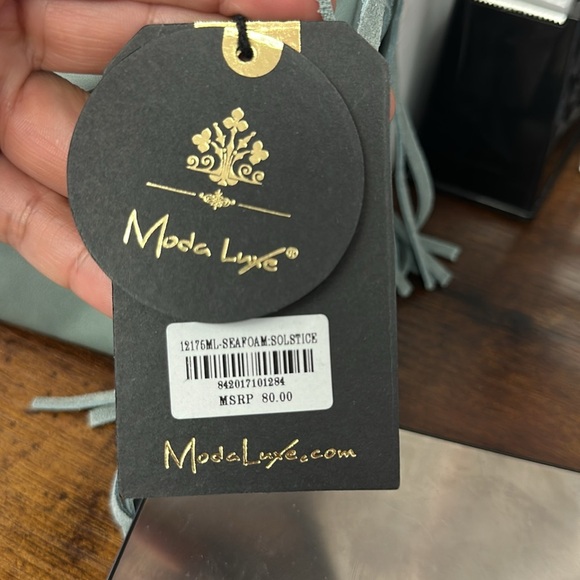 Moda Luxe®
12175ML-SEAFOAM:SOLSTICE
842017101284
MSRP 80.00
ModaLuxe.com